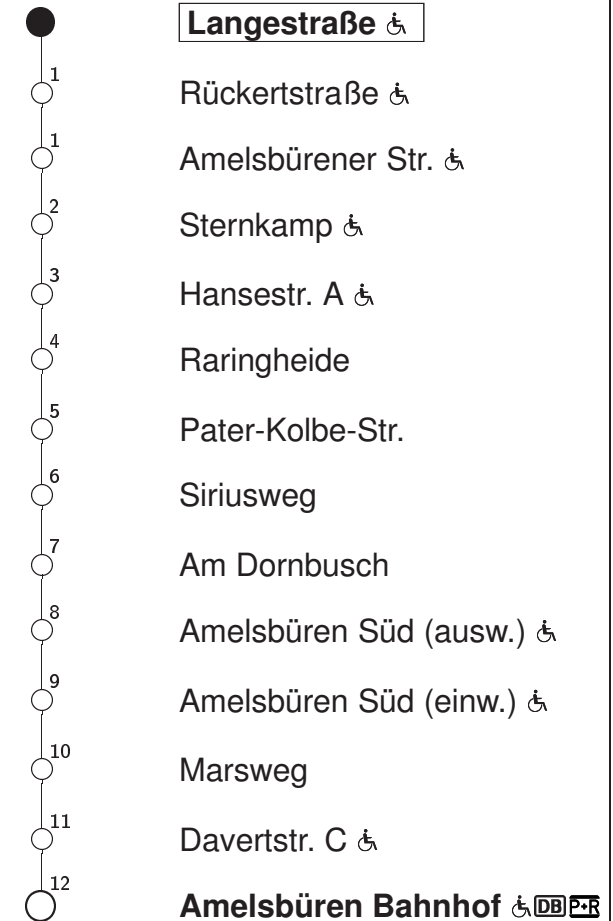 Langestraße
1
Rückertstraße
1
Amelsbürener Str.
2
Sternkamp
3
Hansestr. A
4
Raringheide
5
Pater-Kolbe-Str.
6
Siriusweg
7
Am Dornbusch
8
Amelsbüren Süd (ausw.)
9
Amelsbüren Süd (einw.)
10
Marsweg
11
Davertstr. C
12
Amelsbüren Bahnhof DB P+R